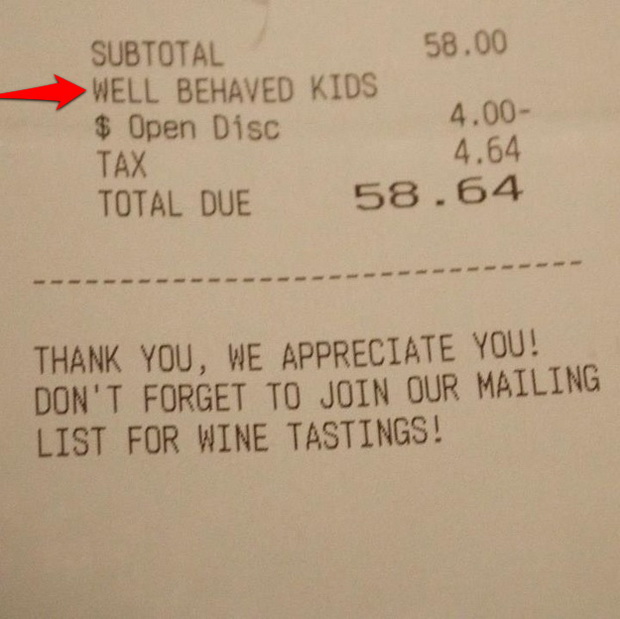 SUBTOTAL 58.00
WELL BEHAVED KIDS
$ Open Disc 4.00-
TAX 4.64
TOTAL DUE 58.64
--------------------------------
THANK YOU, WE APPRECIATE YOU!
DON'T FORGET TO JOIN OUR MAILING
LIST FOR WINE TASTINGS!